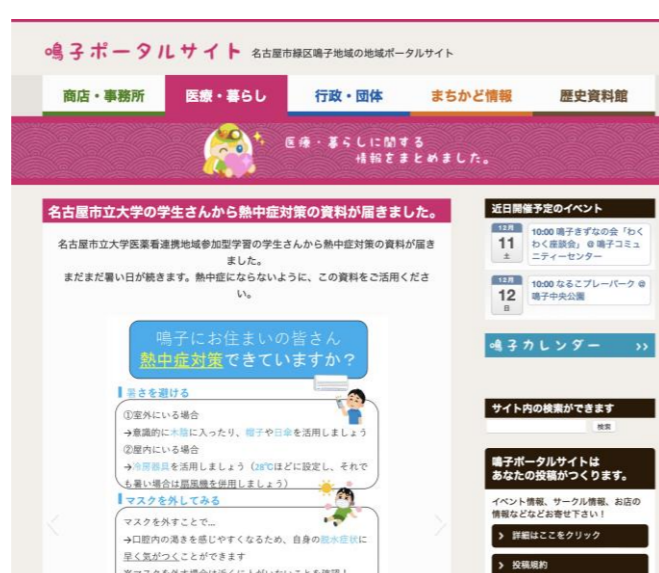 鳴子ポータルサイト 名古屋市緑区鳴子地域の地域ポータルサイト
商店・事務所 医療・暮らし 行政・団体 まちかど情報 歴史資料館
医療・暮らしに関する
情報をまとめました。
名古屋市立大学の学生さんから熱中症対策の資料が届きました。
名古屋市立大学医薬看連携地域参加型学習の学生さんから熱中症対策の資料が届き
ました。
まだまだ暑い日が続きます。熱中症にならないように、この資料をご活用くださ
い。
鳴子にお住まいの皆さん
熱中症対策できていますか？
暑さを避ける
①室外にいる場合
→意識的に木陰に入ったり、帽子や日傘を活用しましょう
②屋内にいる場合
→冷房器具を活用しましょう（28℃ほどに設定し、それで
も暑い場合は扇風機を併用しましょう）
マスクを外してみる
マスクを外すことで…
→口腔内の渇きを感じやすくなるため、自身の脱水症状に
早く気がつくことができます
※マスクを外す場合は近くに人がいないことを確認！
近日開催予定のイベント
12月
11
土
10:00 鳴子きずなの会「わく
わく座談会」 @ 鳴子コミュ
ニティーセンター
12月
12
日
10:00 なるこプレーパーク @
鳴子中央公園
鳴子カレンダー >>
サイト内の検索ができます
検索
鳴子ポータルサイトは
あなたの投稿がつくります。
イベント情報、サークル情報、お店の
情報などなどお寄せ下さい！
> 詳細はここをクリック
> 投稿規約